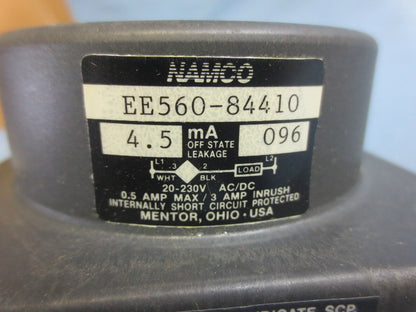 NAMCO
EE560-84410
4.5 mA 096
OFF STATE
LEAKAGE
L1 3 2 LOAD L2
WHT BLK
20-230V AC/DC
0.5 AMP MAX / 3 AMP INRUSH
INTERNALLY SHORT CIRCUIT PROTECTED
MENTOR, OHIO • USA
SCP